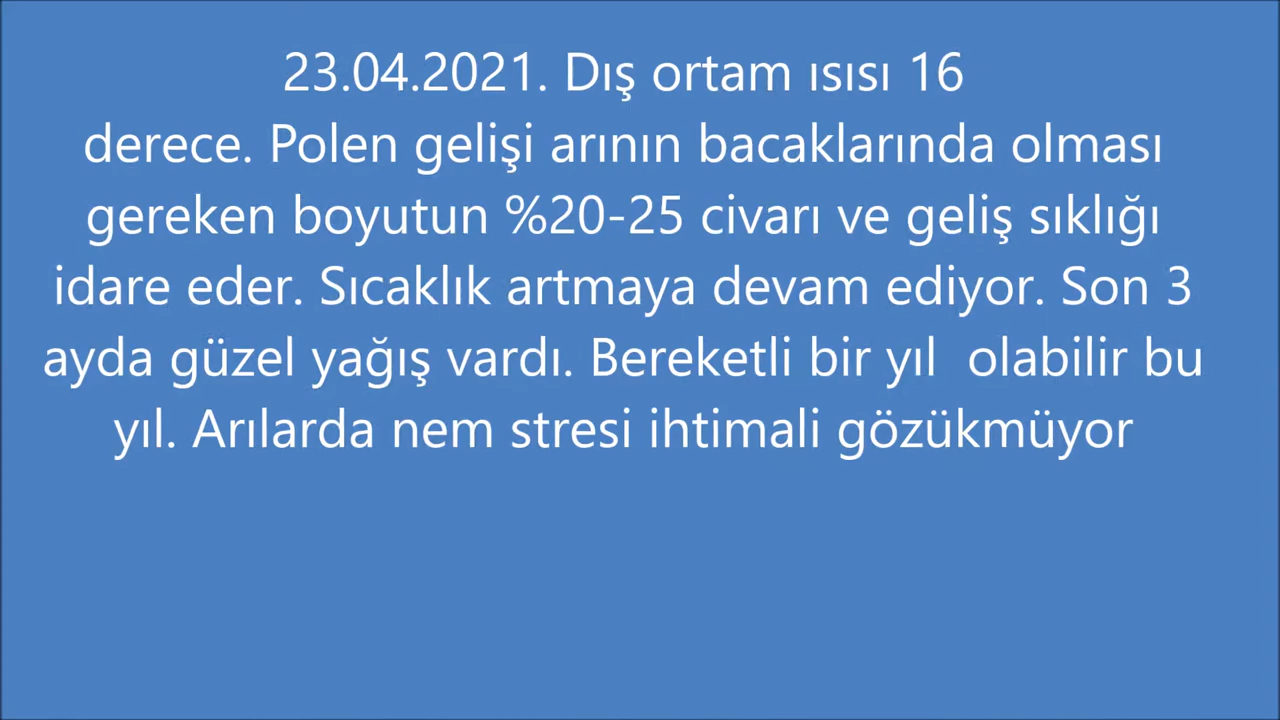 23.04.2021. Dış ortam ısısı 16
derece. Polen gelişi arının bacaklarında olması
gereken boyutun %20-25 civarı ve geliş sıklığı
idare eder. Sıcaklık artmaya devam ediyor. Son 3
ayda güzel yağış vardı. Bereketli bir yıl  olabilir bu
yıl. Arılarda nem stresi ihtimali gözükmüyor